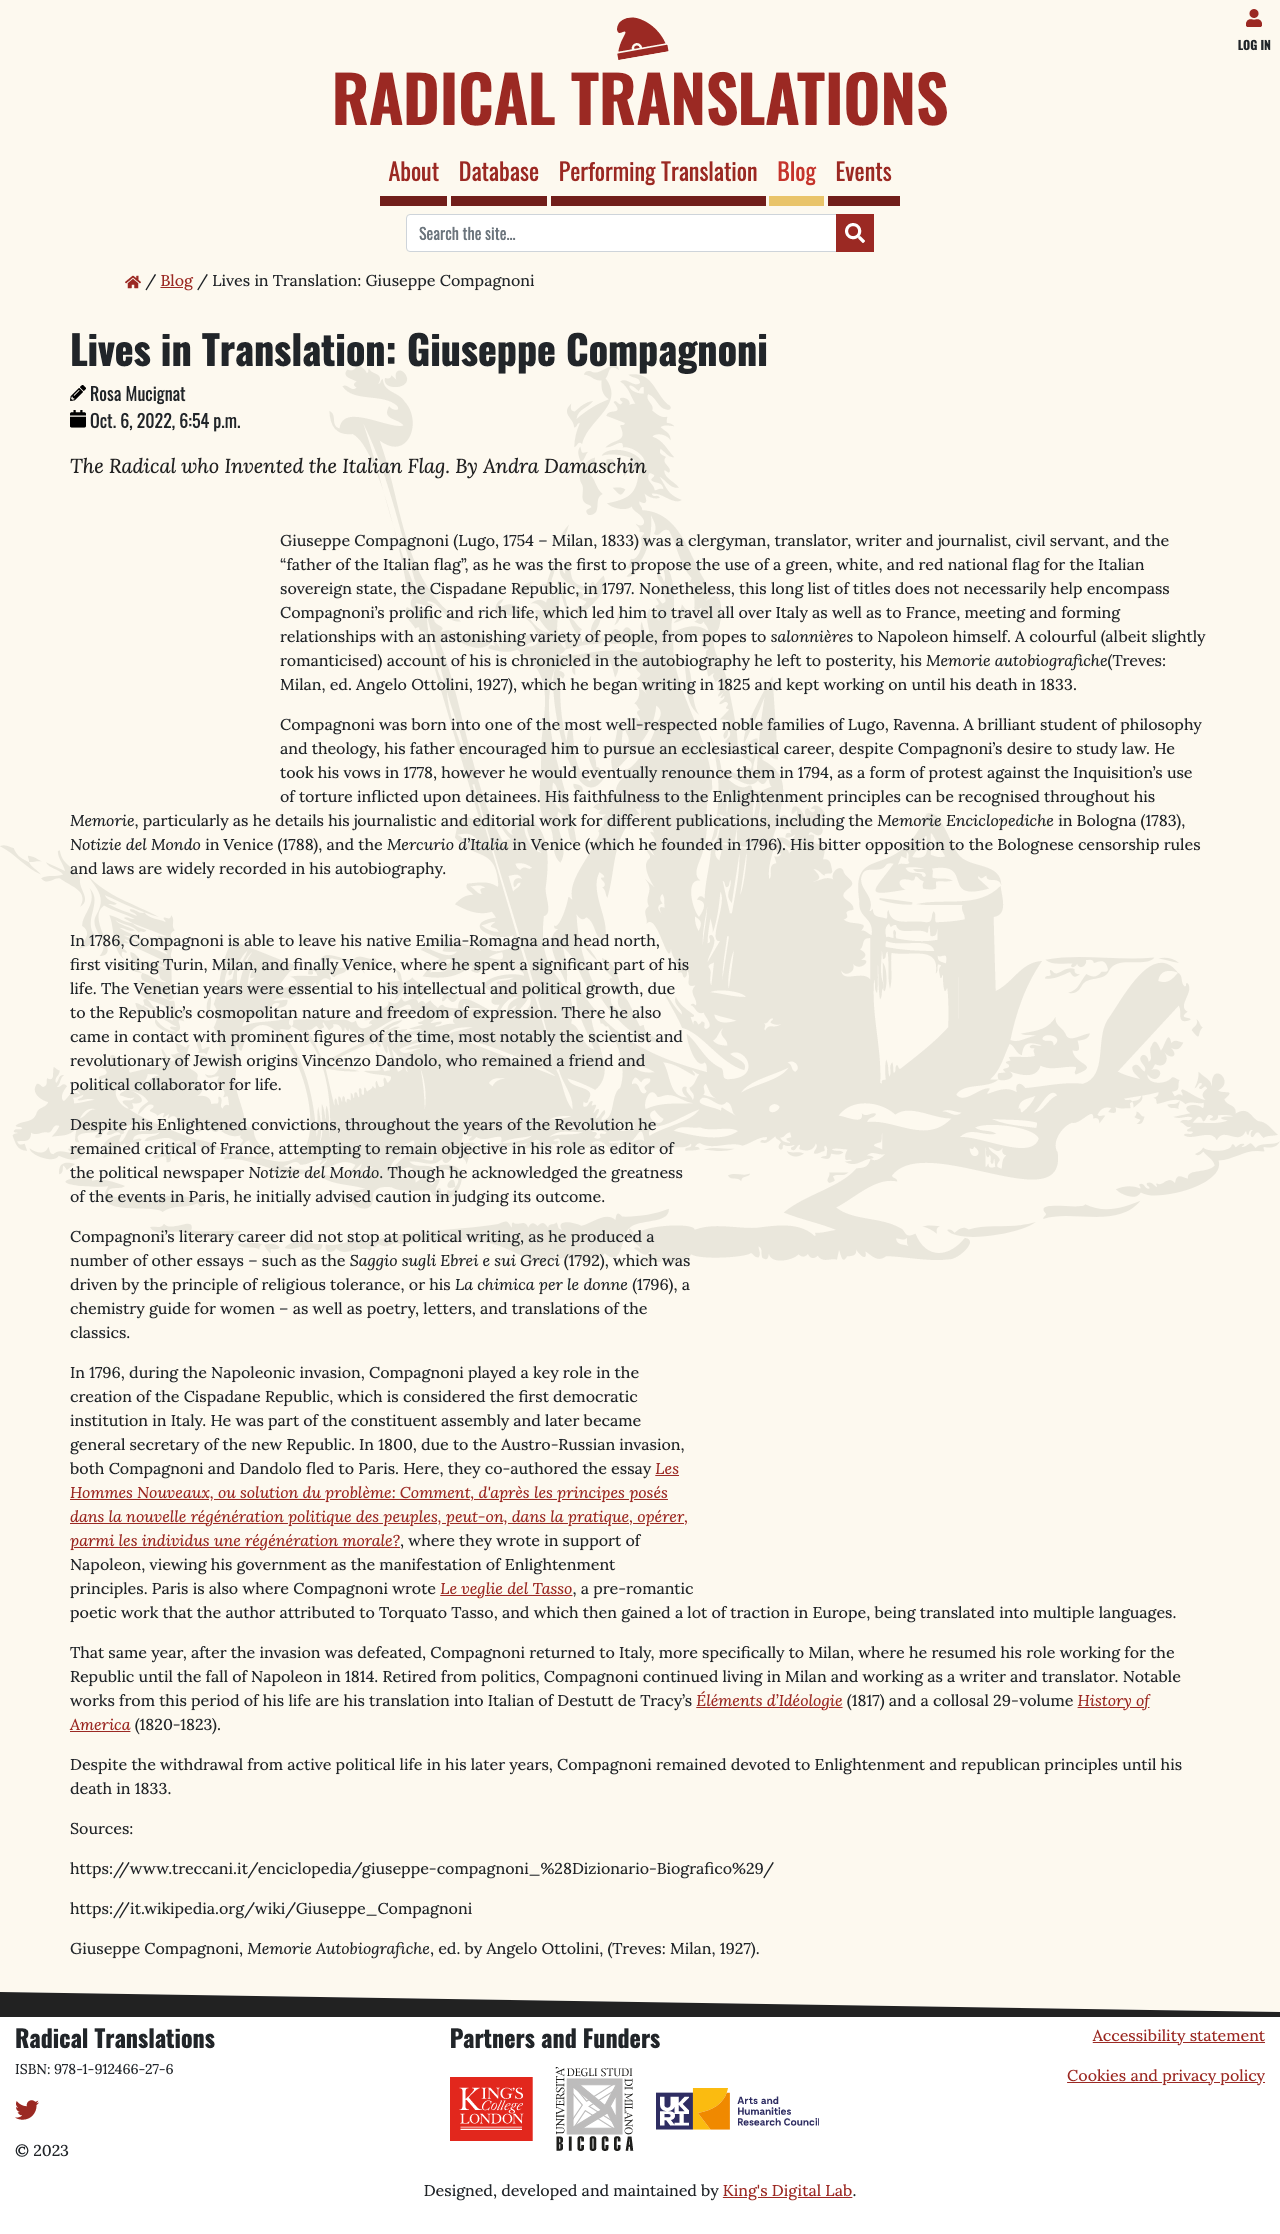 LOG IN
RADICAL TRANSLATIONS
About Database Performing Translation Blog Events
Search the site...
/ Blog / Lives in Translation: Giuseppe Compagnoni
Lives in Translation: Giuseppe Compagnoni
Rosa Mucignat
Oct. 6, 2022, 6:54 p.m.
The Radical who Invented the Italian Flag. By Andra Damaschin
Giuseppe Compagnoni (Lugo, 1754 – Milan, 1833) was a clergyman, translator, writer and journalist, civil servant, and the
“father of the Italian flag”, as he was the first to propose the use of a green, white, and red national flag for the Italian
sovereign state, the Cispadane Republic, in 1797. Nonetheless, this long list of titles does not necessarily help encompass
Compagnoni’s prolific and rich life, which led him to travel all over Italy as well as to France, meeting and forming
relationships with an astonishing variety of people, from popes to salonnières to Napoleon himself. A colourful (albeit slightly
romanticised) account of his is chronicled in the autobiography he left to posterity, his Memorie autobiografiche(Treves:
Milan, ed. Angelo Ottolini, 1927), which he began writing in 1825 and kept working on until his death in 1833.
Compagnoni was born into one of the most well-respected noble families of Lugo, Ravenna. A brilliant student of philosophy
and theology, his father encouraged him to pursue an ecclesiastical career, despite Compagnoni’s desire to study law. He
took his vows in 1778, however he would eventually renounce them in 1794, as a form of protest against the Inquisition’s use
of torture inflicted upon detainees. His faithfulness to the Enlightenment principles can be recognised throughout his
Memorie, particularly as he details his journalistic and editorial work for different publications, including the Memorie Enciclopediche in Bologna (1783),
Notizie del Mondo in Venice (1788), and the Mercurio d’Italia in Venice (which he founded in 1796). His bitter opposition to the Bolognese censorship rules
and laws are widely recorded in his autobiography.
In 1786, Compagnoni is able to leave his native Emilia-Romagna and head north,
first visiting Turin, Milan, and finally Venice, where he spent a significant part of his
life. The Venetian years were essential to his intellectual and political growth, due
to the Republic’s cosmopolitan nature and freedom of expression. There he also
came in contact with prominent figures of the time, most notably the scientist and
revolutionary of Jewish origins Vincenzo Dandolo, who remained a friend and
political collaborator for life.
Despite his Enlightened convictions, throughout the years of the Revolution he
remained critical of France, attempting to remain objective in his role as editor of
the political newspaper Notizie del Mondo. Though he acknowledged the greatness
of the events in Paris, he initially advised caution in judging its outcome.
Compagnoni’s literary career did not stop at political writing, as he produced a
number of other essays – such as the Saggio sugli Ebrei e sui Greci (1792), which was
driven by the principle of religious tolerance, or his La chimica per le donne (1796), a
chemistry guide for women – as well as poetry, letters, and translations of the
classics.
In 1796, during the Napoleonic invasion, Compagnoni played a key role in the
creation of the Cispadane Republic, which is considered the first democratic
institution in Italy. He was part of the constituent assembly and later became
general secretary of the new Republic. In 1800, due to the Austro-Russian invasion,
both Compagnoni and Dandolo fled to Paris. Here, they co-authored the essay Les
Hommes Nouveaux, ou solution du problème: Comment, d'après les principes posés
dans la nouvelle régénération politique des peuples, peut-on, dans la pratique, opérer,
parmi les individus une régénération morale?, where they wrote in support of
Napoleon, viewing his government as the manifestation of Enlightenment
principles. Paris is also where Compagnoni wrote Le veglie del Tasso, a pre-romantic
poetic work that the author attributed to Torquato Tasso, and which then gained a lot of traction in Europe, being translated into multiple languages.
That same year, after the invasion was defeated, Compagnoni returned to Italy, more specifically to Milan, where he resumed his role working for the
Republic until the fall of Napoleon in 1814. Retired from politics, Compagnoni continued living in Milan and working as a writer and translator. Notable
works from this period of his life are his translation into Italian of Destutt de Tracy’s Éléments d’Idéologie (1817) and a collosal 29-volume History of
America (1820-1823).
Despite the withdrawal from active political life in his later years, Compagnoni remained devoted to Enlightenment and republican principles until his
death in 1833.
Sources:
https://www.treccani.it/enciclopedia/giuseppe-compagnoni_%28Dizionario-Biografico%29/
https://it.wikipedia.org/wiki/Giuseppe_Compagnoni
Giuseppe Compagnoni, Memorie Autobiografiche, ed. by Angelo Ottolini, (Treves: Milan, 1927).
Radical Translations
ISBN: 978-1-912466-27-6
© 2023
Partners and Funders
KING'S
College
LONDON
UNIVERSITÀ
DEGLI STUDI
DI MILANO
BICOCCA
UKRI
Arts and
Humanities
Research Council
Accessibility statement
Cookies and privacy policy
Designed, developed and maintained by King's Digital Lab.